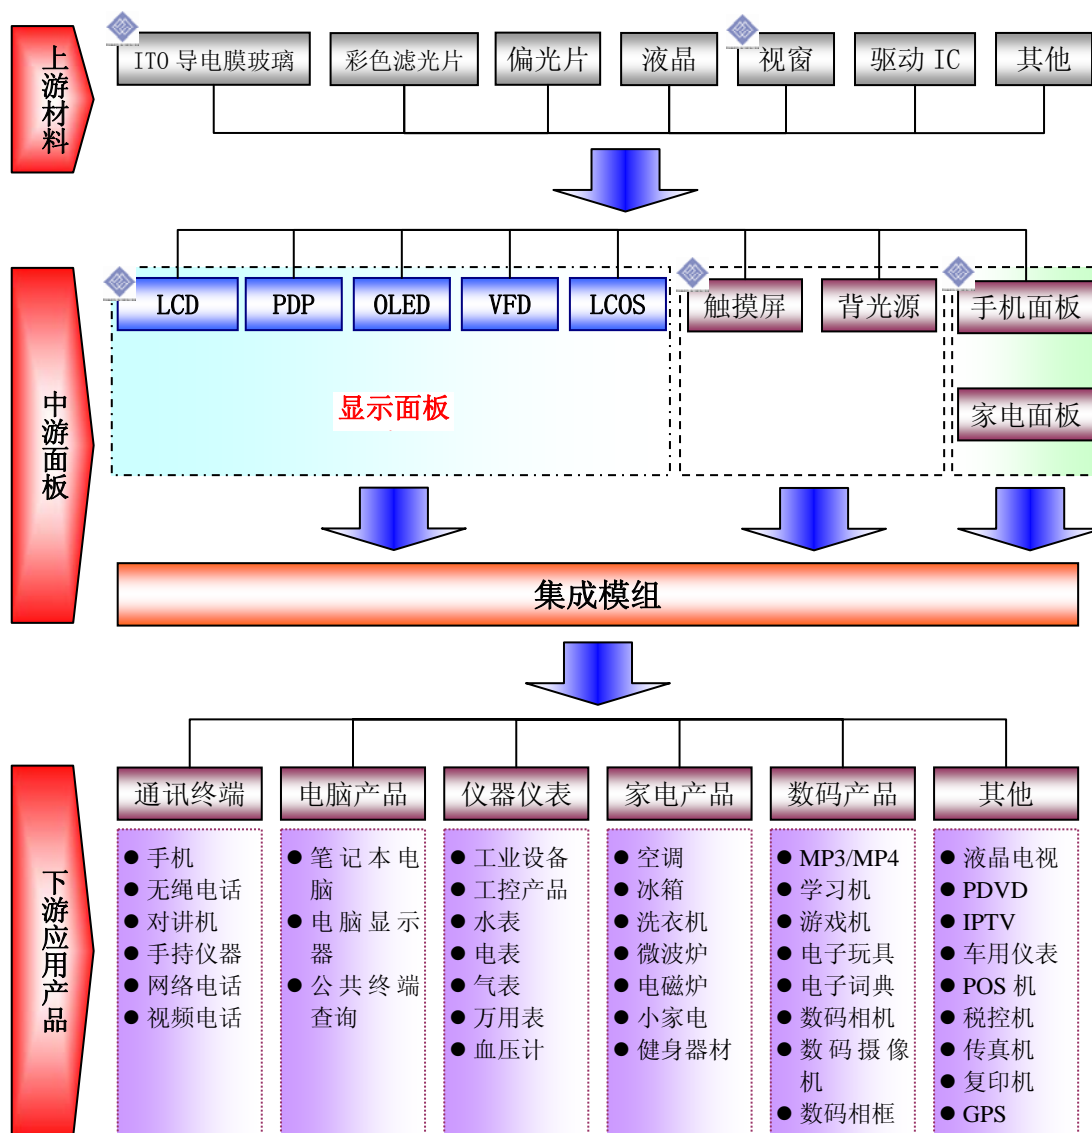 上游材料
ITO 导电膜玻璃
彩色滤光片
偏光片
液晶
视窗
驱动 IC
其他
中游面板
LCD
PDP
OLED
VFD
LCOS
触摸屏
背光源
手机面板
显示面板
家电面板
集成模组
下游应用产品
通讯终端
● 手机
● 无绳电话
● 对讲机
● 手持仪器
● 网络电话
● 视频电话
电脑产品
● 笔记本电
脑
● 电脑显示
器
● 公共终端
查询
仪器仪表
● 工业设备
● 工控产品
● 水表
● 电表
● 气表
● 万用表
● 血压计
家电产品
● 空调
● 冰箱
● 洗衣机
● 微波炉
● 电磁炉
● 小家电
● 健身器材
数码产品
● MP3/MP4
● 学习机
● 游戏机
● 电子玩具
● 电子词典
● 数码相机
● 数码摄像
机
● 数码相框
其他
● 液晶电视
● PDVD
● IPTV
● 车用仪表
● POS 机
● 税控机
● 传真机
● 复印机
● GPS